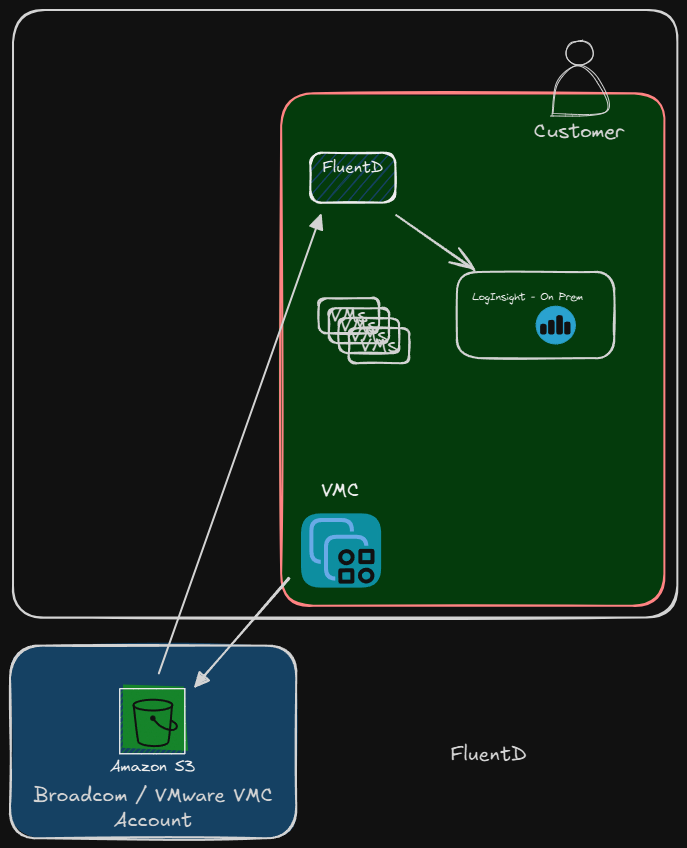 Customer
FluentD
LogInsight - On Prem
VMs
VMs
VMs
VMs
VMC
Amazon S3
Broadcom / VMware VMC
Account
FluentD